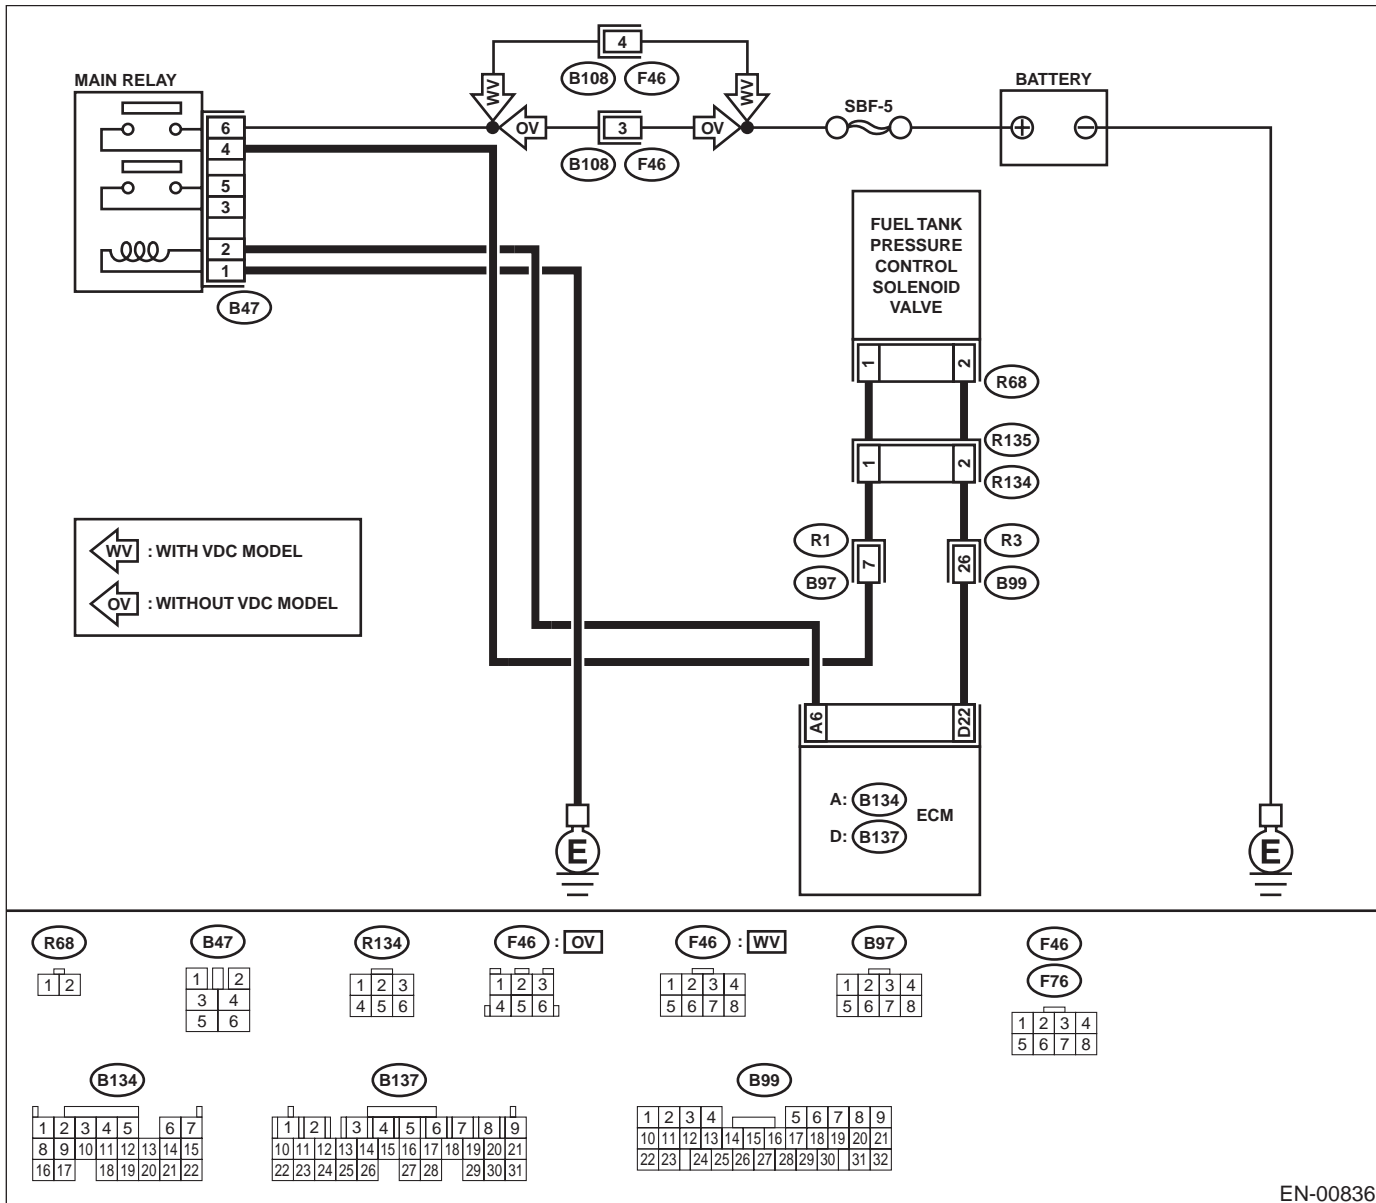 4
B108 F46
MAIN RELAY
BATTERY
SBF-5
WV WV
6
OV 3 OV
+ -
4
B108 F46
5
3
2
1
B47
FUEL TANK
PRESSURE
CONTROL
SOLENOID
VALVE
1 2
R68
R135
1 2
R134
R1 R3
7 26
B97 B99
WV : WITH VDC MODEL
OV : WITHOUT VDC MODEL
A6 D22
A: B134
ECM
D: B137
E E
R68 B47 R134 F46 : OV F46 : WV B97 F46
F76
1 2
1 2
3 4
5 6
1 2 3
4 5 6
1 2 3
4 5 6
1 2 3 4
5 6 7 8
1 2 3 4
5 6 7 8
1 2 3 4
5 6 7 8
B134 B137 B99
1 2 3 4 5 6 7
8 9 10 11 12 13 14 15
16 17 18 19 20 21 22
1 2 3 4 5 6 7 8 9
10 11 12 13 14 15 16 17 18 19 20 21
22 23 24 25 26 27 28 29 30 31
1 2 3 4 5 6 7 8 9
10 11 12 13 14 15 16 17 18 19 20 21
22 23 24 25 26 27 28 29 30 31 32
EN-00836